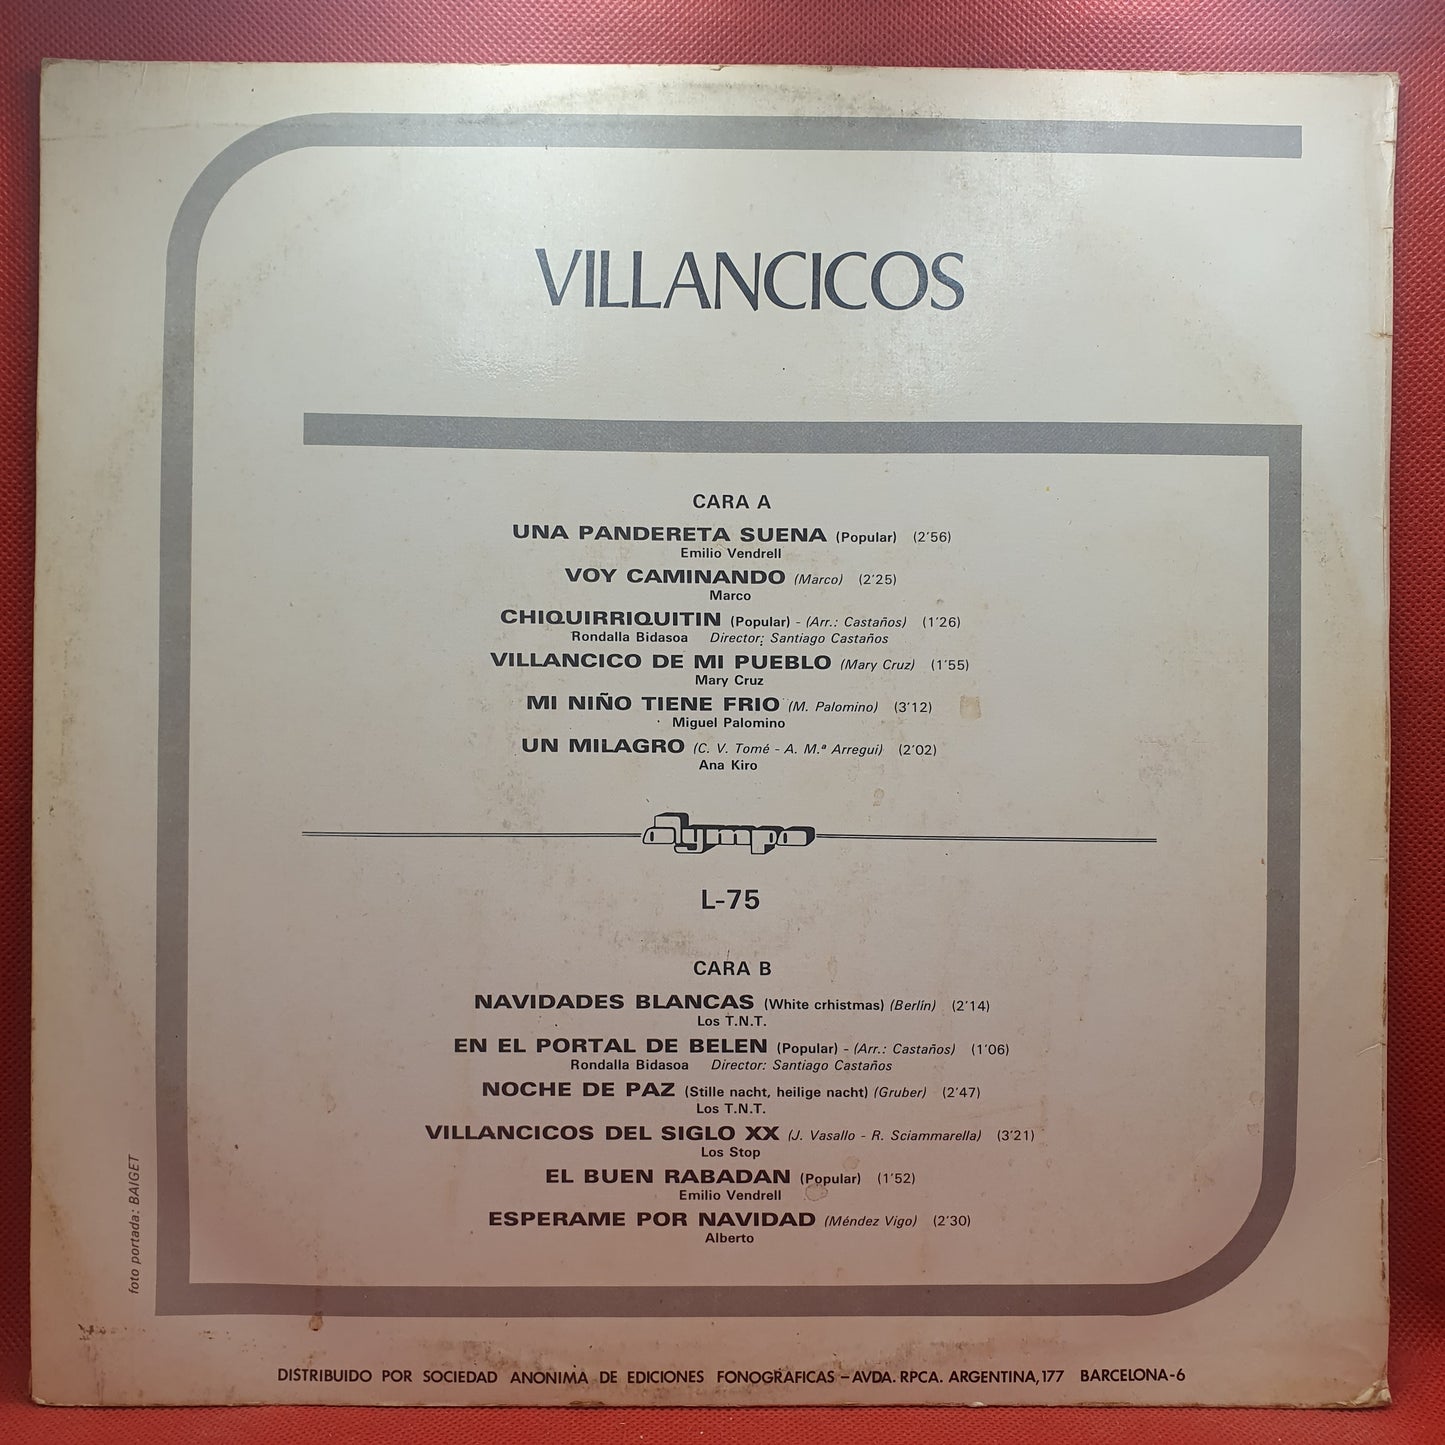 VILLANCICOS
CARA A
UNA PANDERETA SUENA (Popular) (2'56)
Emilio Vendrell
VOY CAMINANDO (Marco) (2'25)
Marco
CHIQUIRRIQUITIN (Popular) - (Arr.: Castaños) (1'26)
Rondalla Bidasoa Director: Santiago Castaños
VILLANCICO DE MI PUEBLO (Mary Cruz) (1'55)
Mary Cruz
MI NIÑO TIENE FRIO (M. Palomino) (3'12)
Miguel Palomino
UN MILAGRO (C. V. Tomé - A. M.ª Arregui) (2'02)
Ana Kiro
olympo
L-75
CARA B
NAVIDADES BLANCAS (White crhistmas) (Berlín) (2'14)
Los T.N.T.
EN EL PORTAL DE BELEN (Popular) - (Arr.: Castaños) (1'06)
Rondalla Bidasoa Director: Santiago Castaños
NOCHE DE PAZ (Stille nacht, heilige nacht) (Gruber) (2'47)
Los T.N.T.
VILLANCICOS DEL SIGLO XX (J. Vasallo - R. Sciammarella) (3'21)
Los Stop
EL BUEN RABADAN (Popular) (1'52)
Emilio Vendrell
ESPERAME POR NAVIDAD (Méndez Vigo) (2'30)
Alberto
foto portada: BAIGET
DISTRIBUIDO POR SOCIEDAD ANONIMA DE EDICIONES FONOGRAFICAS - AVDA. RPCA. ARGENTINA, 177 BARCELONA-6